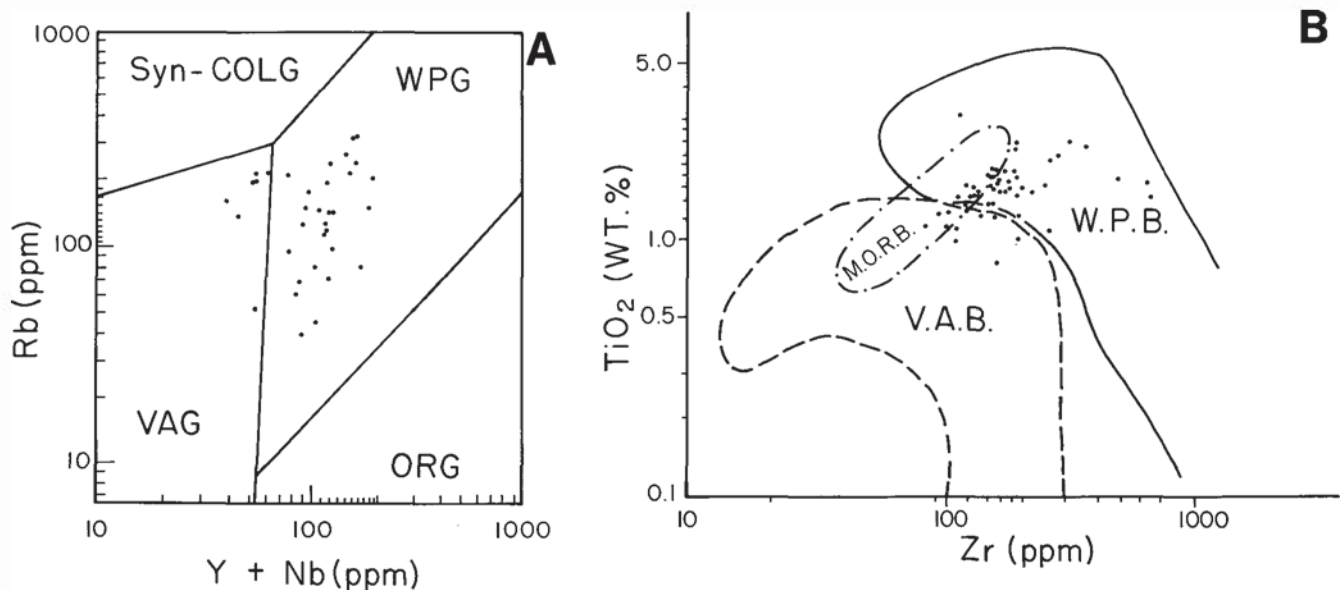 A
1000
Syn-COLG
WPG
100
VAG
ORG
10
Rb (ppm)
10
100
1000
Y + Nb (ppm)
B
5.0
1.0
0.5
0.1
TiO₂ (WT. %)
M.O.R.B.
W.P.B.
V.A.B.
10
100
1000
Zr (ppm)